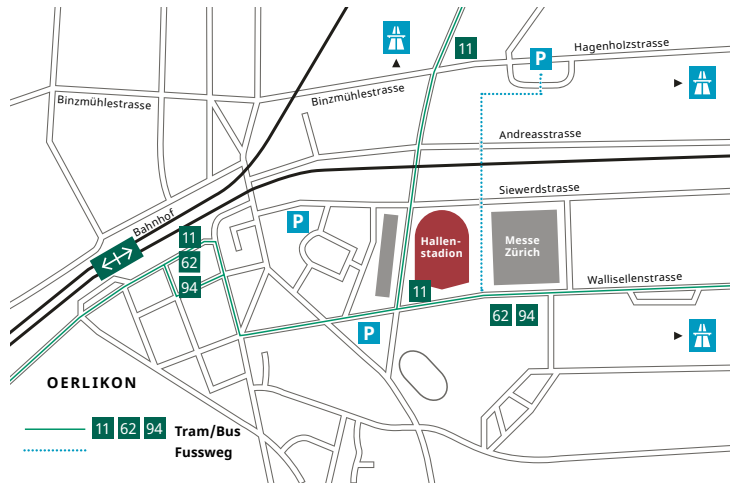 11
P
Hagenholzstrasse
Binzmühlestrasse
Binzmühlestrasse
Andreasstrasse
Siewerdstrasse
Bahnhof
P
11
62
94
Hallen-
stadion
Messe
Zürich
Wallisellenstrasse
11
62 94
P
OERLIKON
11 62 94 Tram/Bus
Fussweg